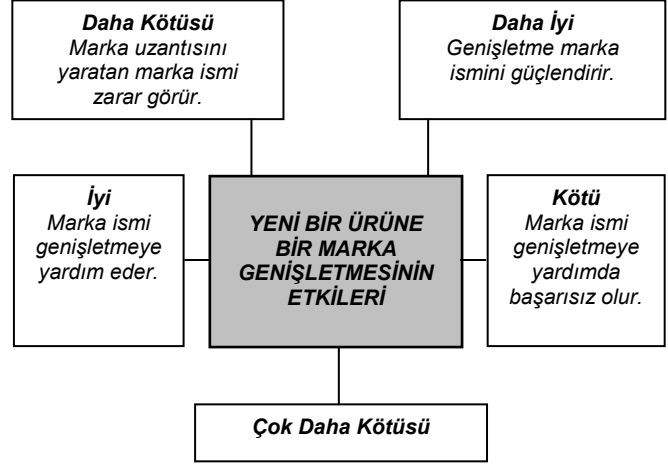 Daha Kötüsü
Marka uzantısını
yaratan marka ismi
zarar görür.
Daha İyi
Genişletme marka
ismini güçlendirir.
İyi
Marka ismi
genişletmeye
yardım eder.
YENİ BİR ÜRÜNE
BİR MARKA
GENİŞLETMESİNİN
ETKİLERİ
Kötü
Marka ismi
genişletmeye
yardımda
başarısız olur.
Çok Daha Kötüsü